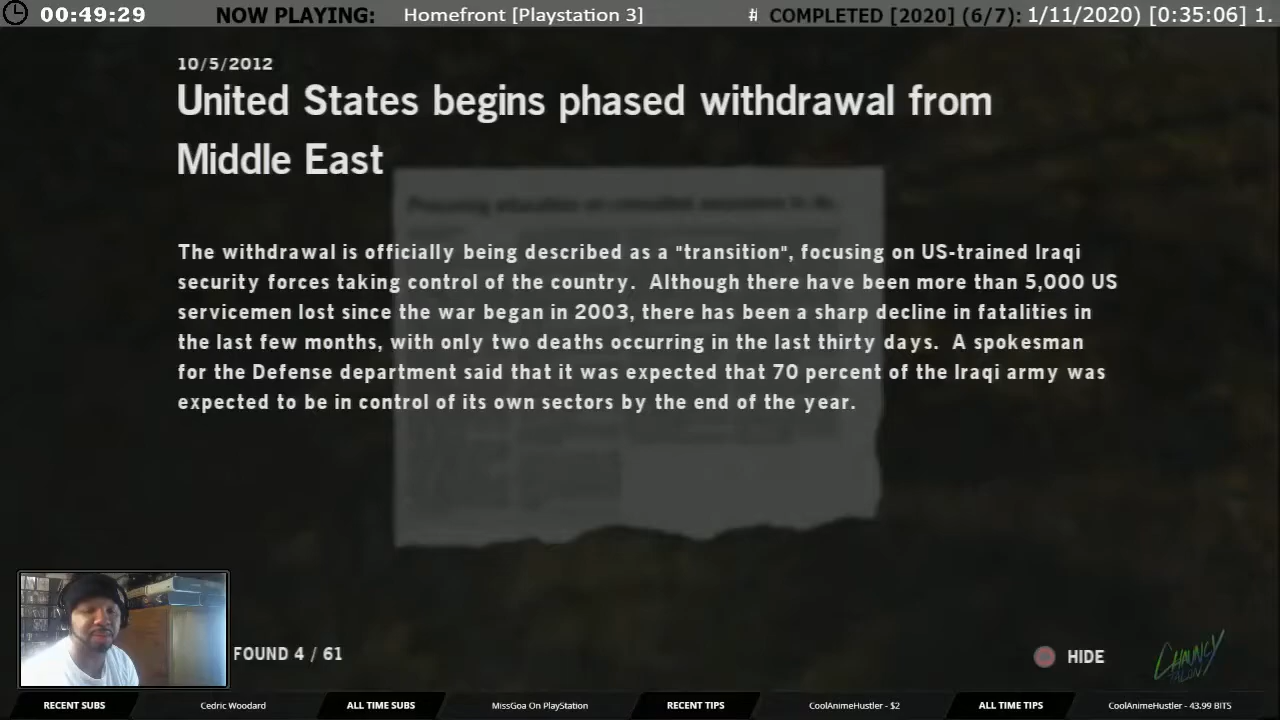 00:49:29 NOW PLAYING: Homefront [Playstation 3] # COMPLETED [2020] (6/7): 1/11/2020) [0:35:06] 1.
10/5/2012
United States begins phased withdrawal from
Middle East
The withdrawal is officially being described as a "transition", focusing on US-trained Iraqi
security forces taking control of the country. Although there have been more than 5,000 US
servicemen lost since the war began in 2003, there has been a sharp decline in fatalities in
the last few months, with only two deaths occurring in the last thirty days. A spokesman
for the Defense department said that it was expected that 70 percent of the Iraqi army was
expected to be in control of its own sectors by the end of the year.
FOUND 4 / 61
HIDE
CHAUNCY
TALON
RECENT SUBS Cedric Woodard ALL TIME SUBS MissGoa On PlayStation RECENT TIPS CoolAnimeHustler - $2 ALL TIME TIPS CoolAnimeHustler - 43.99 BITS